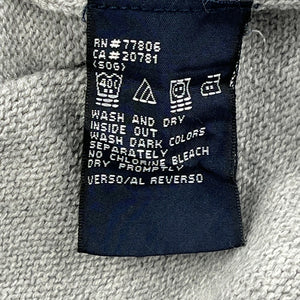 RN#77806
CA#20781
(SOG)
40
WASH AND DRY
INSIDE OUT
WASH DARK COLORS
SEPARATELY
NO CHLORINE BLEACH
DRY PROMPTLY
VERSO/AL REVERSO